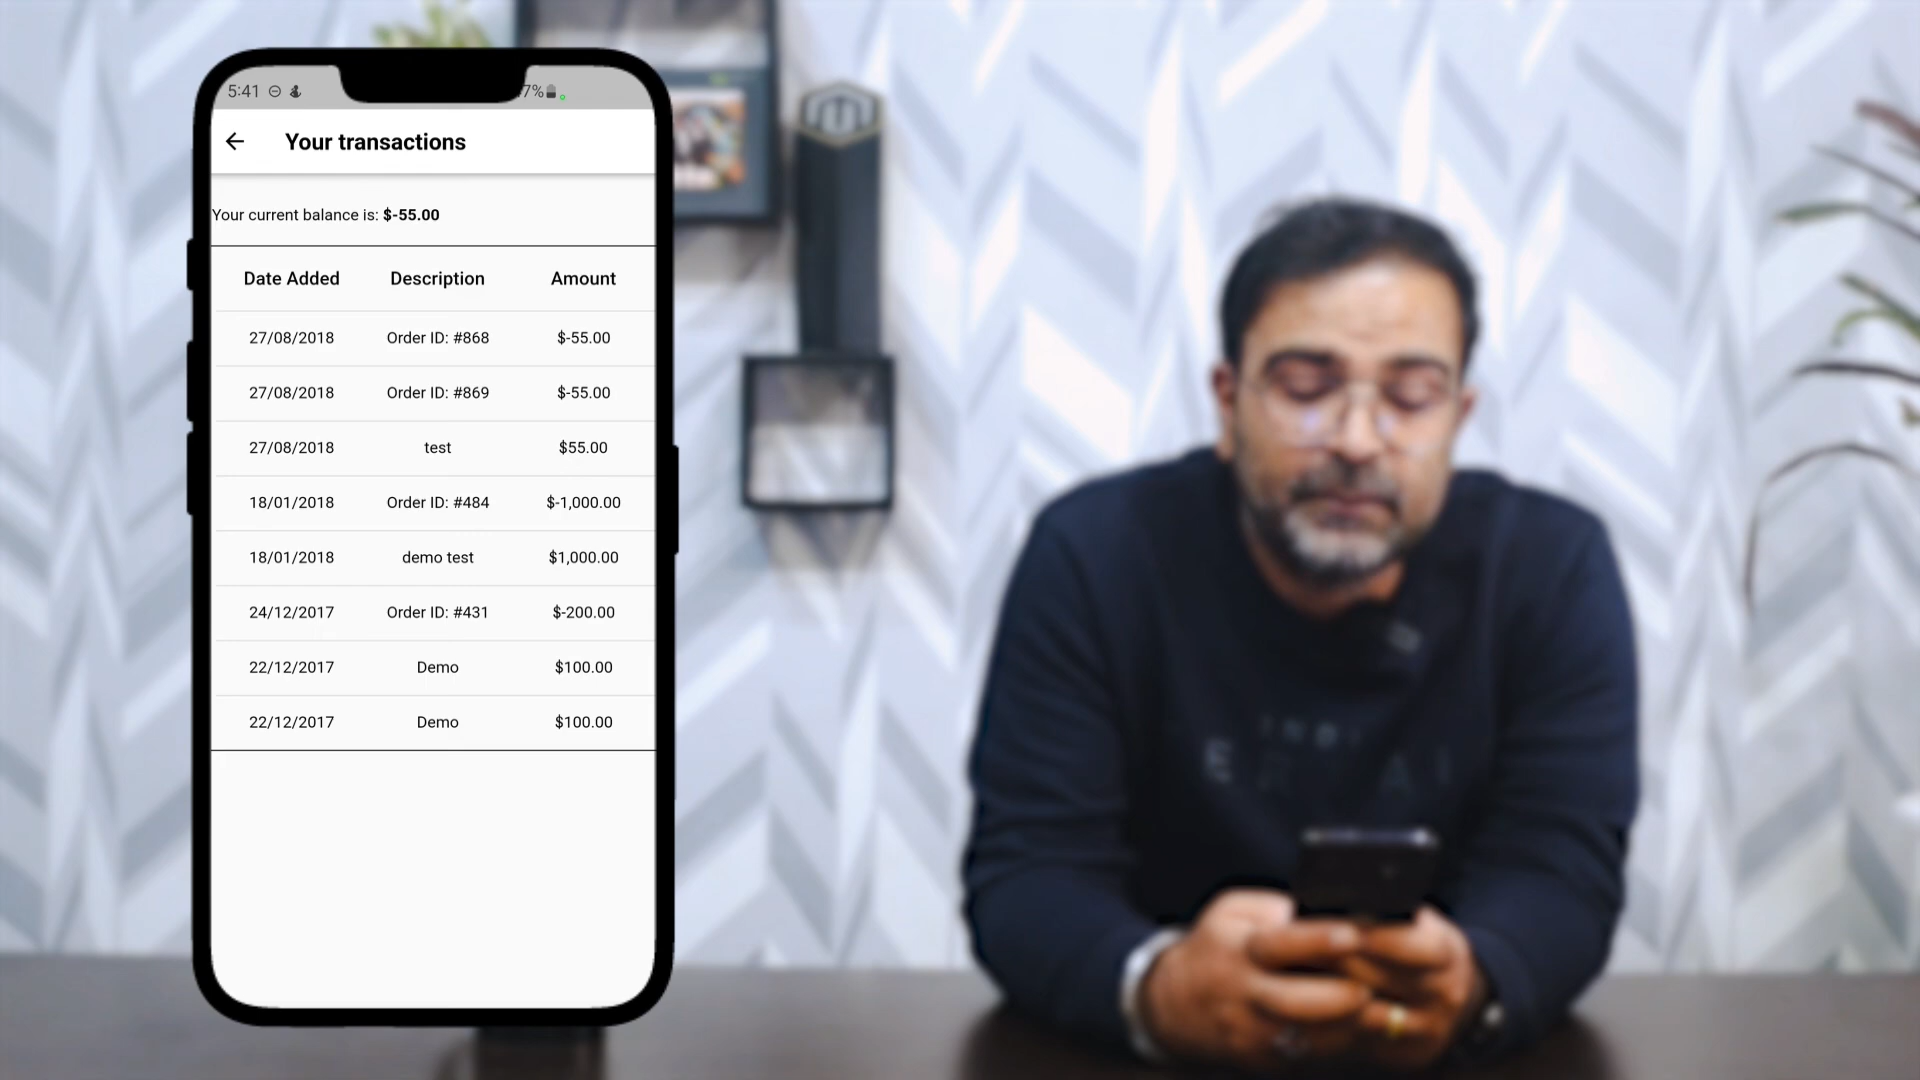 5:41 7%
Your transactions
Your current balance is: $-55.00
Date Added Description Amount
27/08/2018 Order ID: #868 $-55.00
27/08/2018 Order ID: #869 $-55.00
27/08/2018 test $55.00
18/01/2018 Order ID: #484 $-1,000.00
18/01/2018 demo test $1,000.00
24/12/2017 Order ID: #431 $-200.00
22/12/2017 Demo $100.00
22/12/2017 Demo $100.00